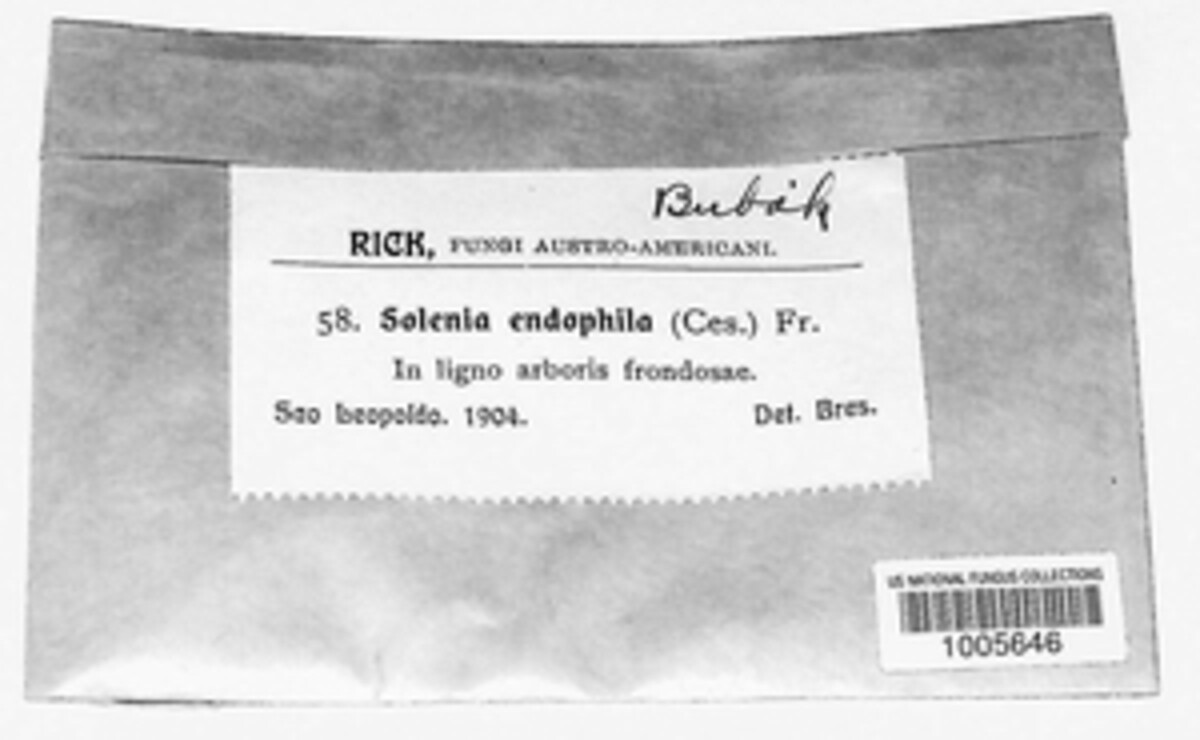 Bubák
RICK, FUNGI AUSTRO-AMERICANI.
58. Solenia endophila (Ces.) Fr.
In ligno arboris frondosae.
Sao Leopoldo. 1904. Det. Bres.
US NATIONAL FUNGUS COLLECTIONS
1005646